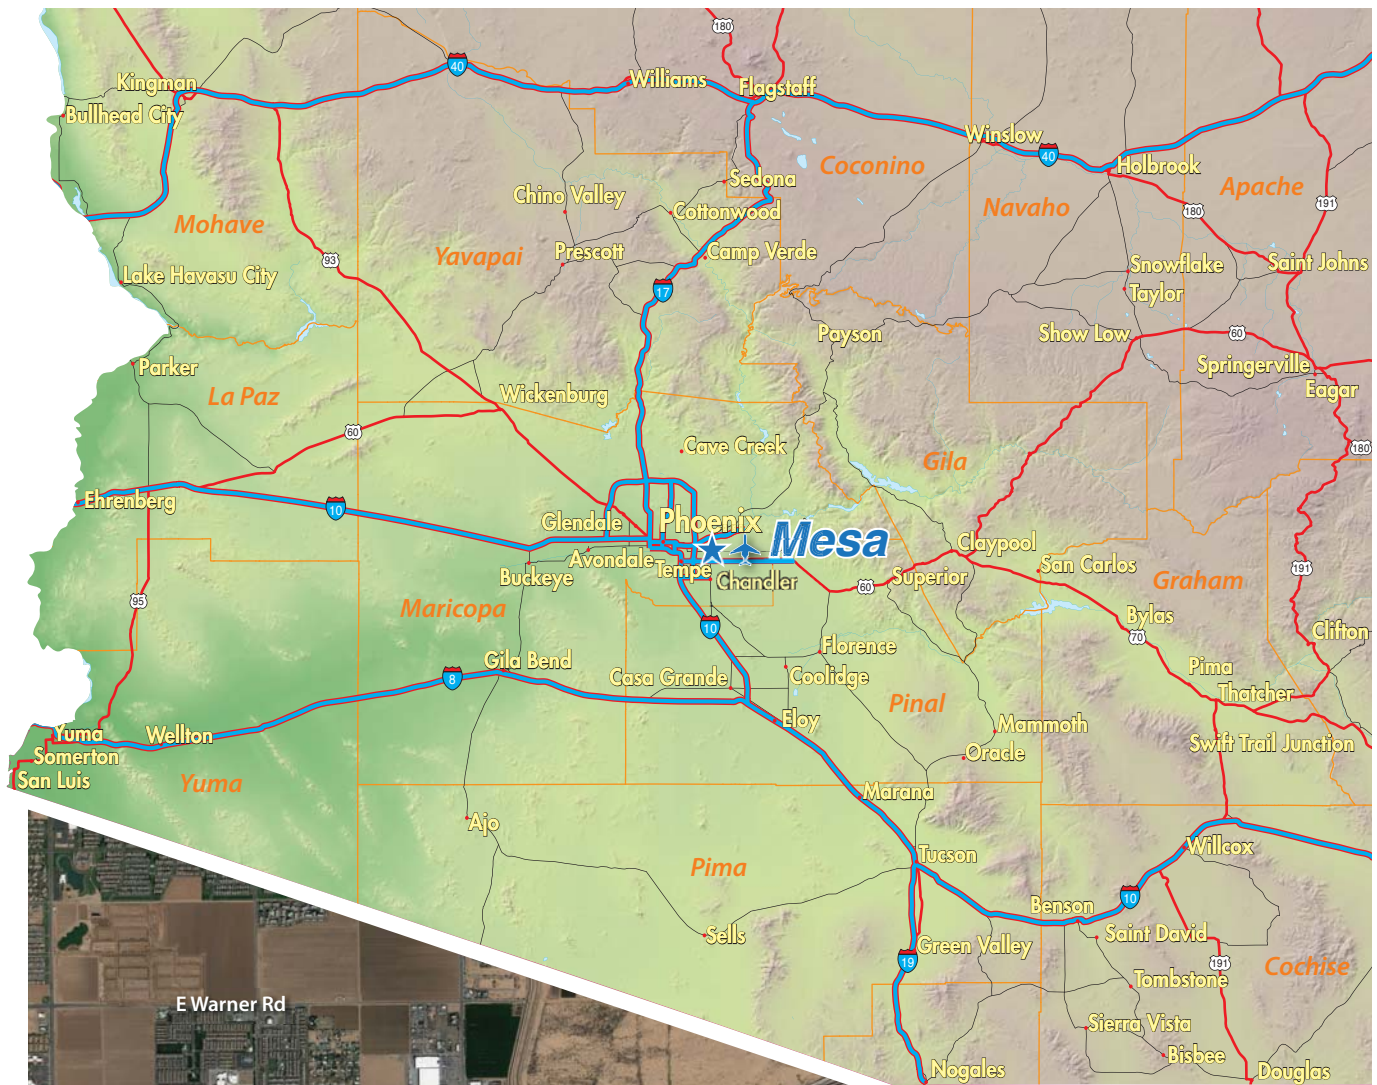 180
40
Kingman
Williams
Flagstaff
Bullhead City
Winslow
40
Holbrook
Coconino
Sedona
Apache
Chino Valley
191
Navaho
180
Cottonwood
Mohave
Yavapai
Prescott
Camp Verde
93
Snowflake
Saint Johns
Lake Havasu City
17
Taylor
Payson
Show Low
60
Parker
Springerville
Eagar
La Paz
Wickenburg
60
Cave Creek
180
Gila
Ehrenberg
10
Glendale
Phoenix
Mesa
Claypool
Avondale
Tempe
San Carlos
191
Buckeye
Chandler
60
Superior
Graham
95
Maricopa
Bylas
10
70
Clifton
Florence
Gila Bend
Pima
8
Casa Grande
Coolidge
Thatcher
Pinal
Eloy
Mammoth
Yuma
Wellton
Swift Trail Junction
Somerton
Oracle
San Luis
Yuma
Marana
Ajo
Tucson
Willcox
Pima
10
Benson
Sells
Saint David
Green Valley
19
191
Cochise
Tombstone
E Warner Rd
Sierra Vista
Bisbee
Nogales
Douglas